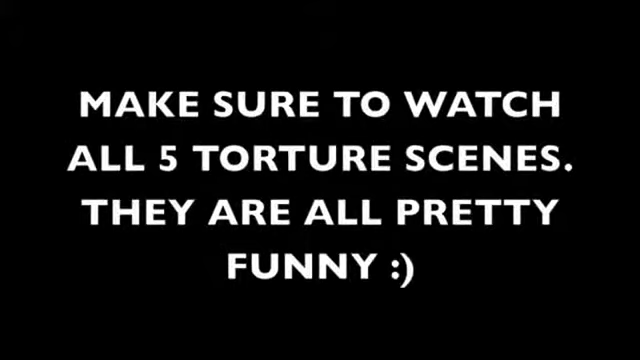 MAKE SURE TO WATCH
ALL 5 TORTURE SCENES.
THEY ARE ALL PRETTY
FUNNY :)